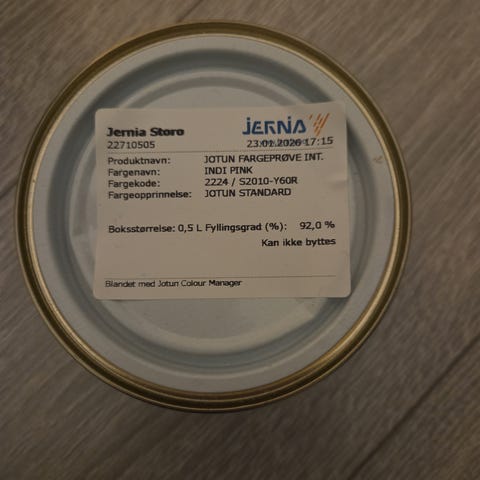 Jernia Storo
JERNIA
22710505
23.01.2026 17:15
Produktnavn: JOTUN FARGEPRØVE INT.
Fargenavn: INDI PINK
Fargekode: 2224 / S2010-Y60R
Fargeopprinnelse: JOTUN STANDARD
Boksstørrelse: 0,5 L Fyllingsgrad (%): 92,0 %
Kan ikke byttes
Blandet med Jotun Colour Manager